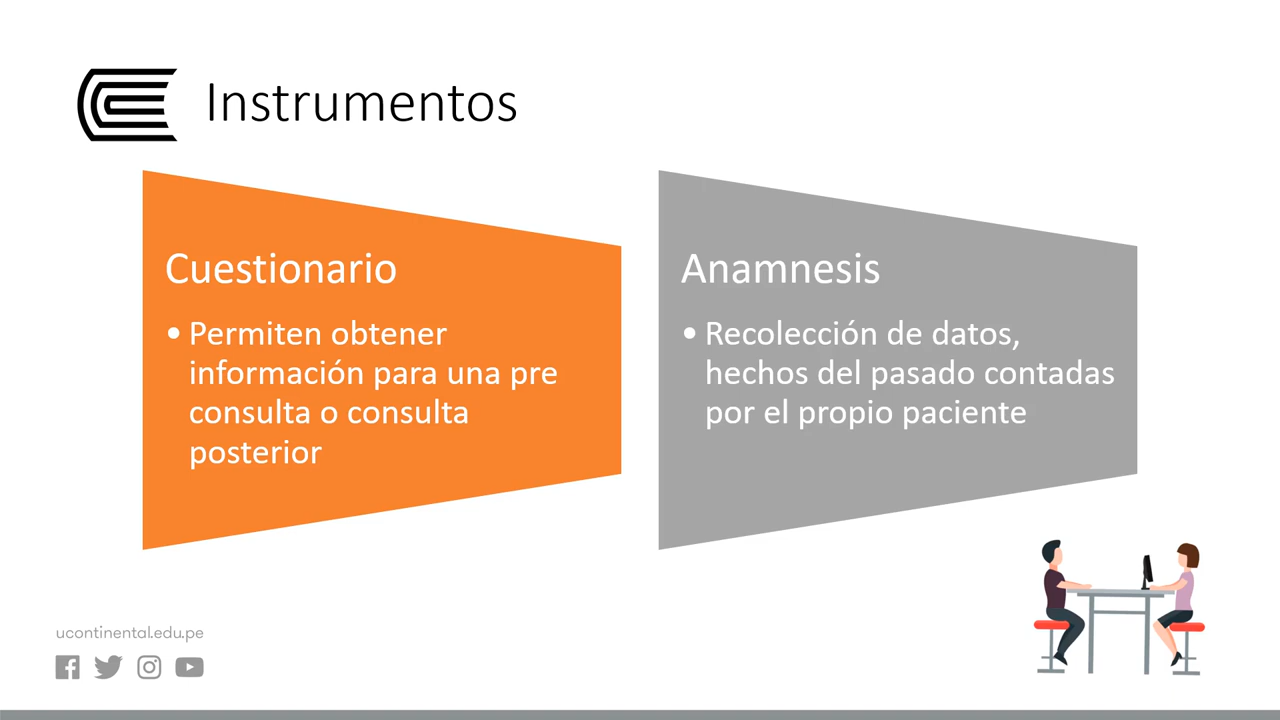 Instrumentos
Cuestionario
• Permiten obtener
información para una pre
consulta o consulta
posterior
Anamnesis
• Recolección de datos,
hechos del pasado contadas
por el propio paciente
ucontinental.edu.pe